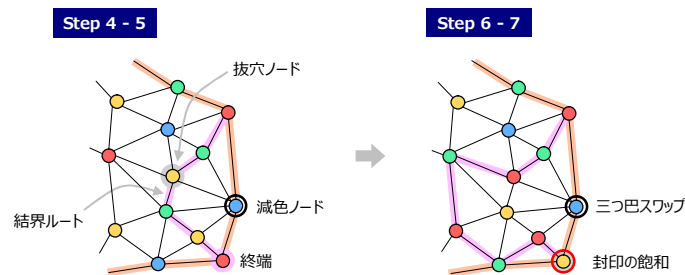 Step 4 - 5
抜穴ノード
結界ルート
減色ノード
終端
Step 6 - 7
三つ巴スワップ
封印の飽和